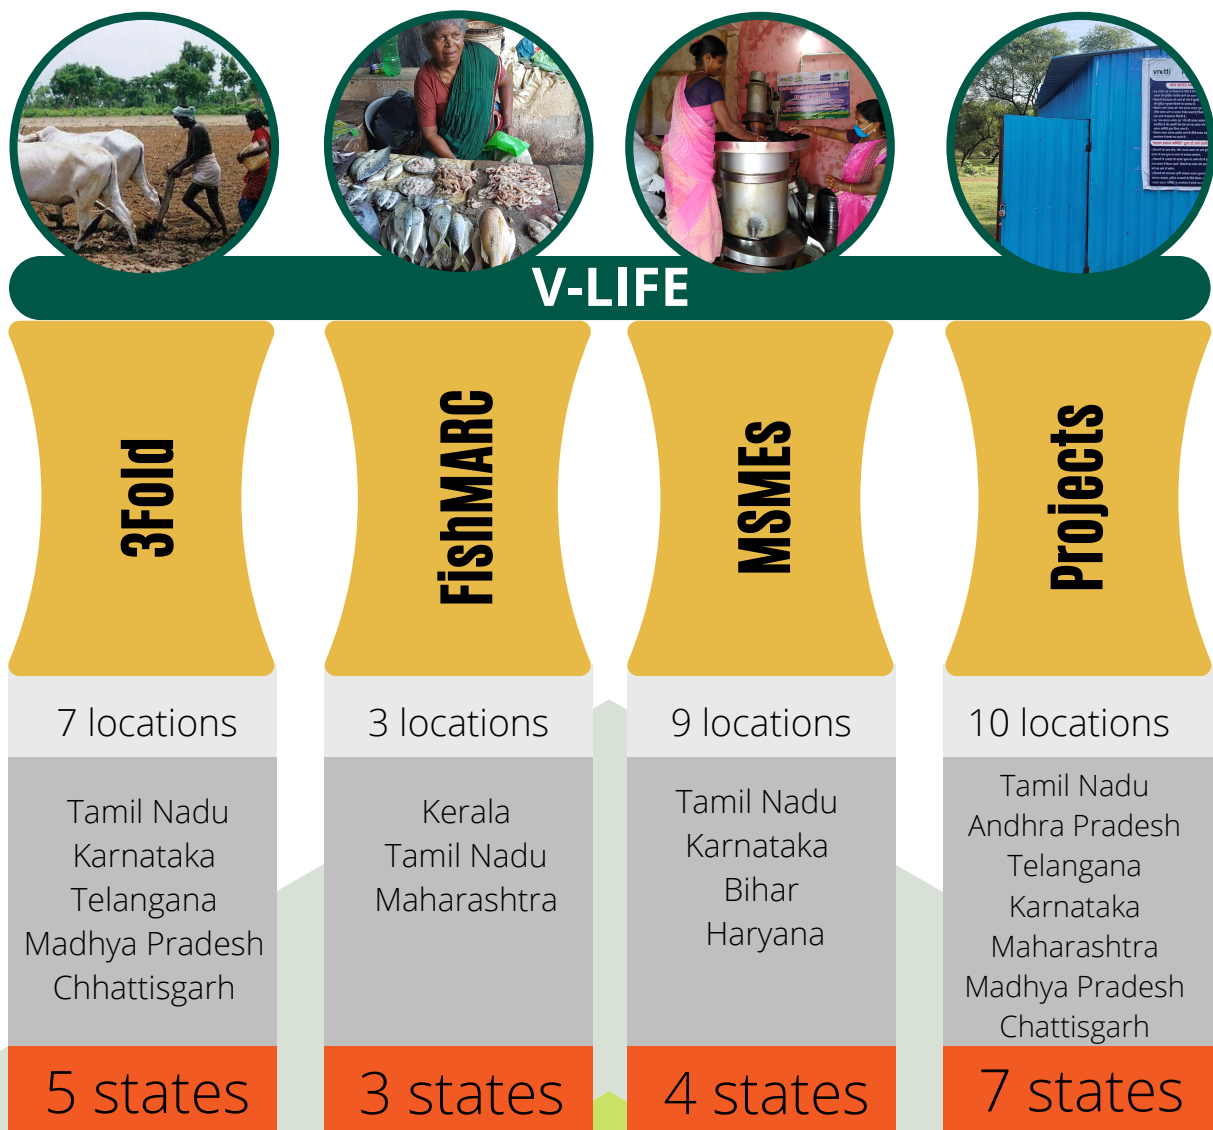 vrutti
V-LIFE
3Fold
FishMARC
MSMEs
Projects
7 locations
Tamil Nadu
Karnataka
Telangana
Madhya Pradesh
Chhattisgarh
5 states
3 locations
Kerala
Tamil Nadu
Maharashtra
3 states
9 locations
Tamil Nadu
Karnataka
Bihar
Haryana
4 states
10 locations
Tamil Nadu
Andhra Pradesh
Telangana
Karnataka
Maharashtra
Madhya Pradesh
Chattisgarh
7 states